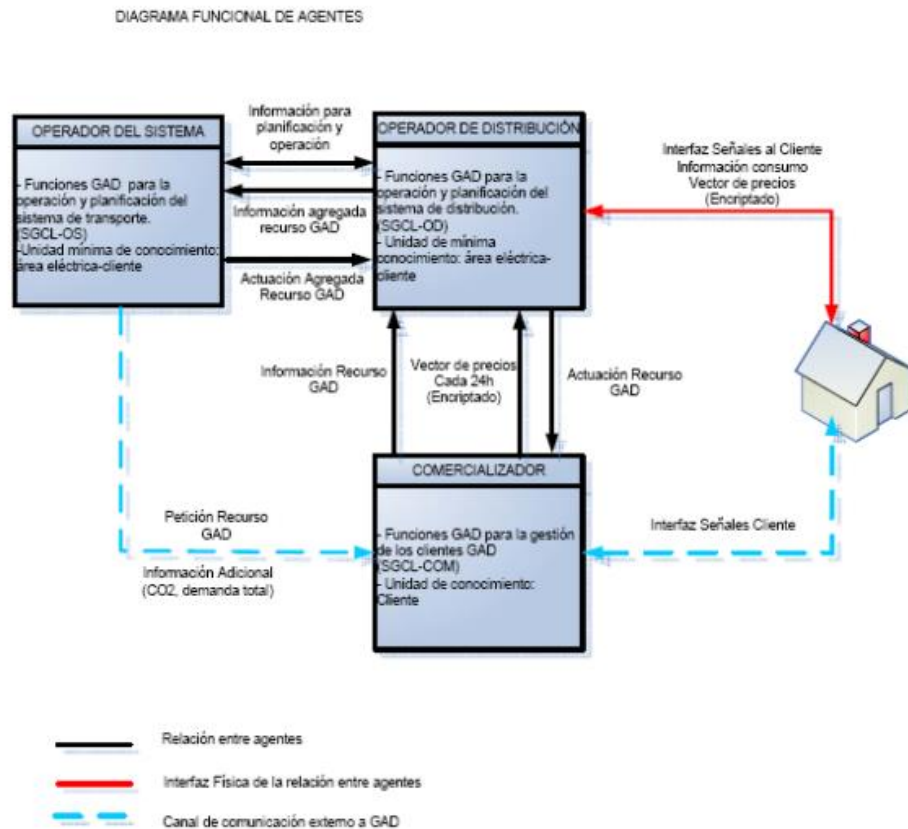 DIAGRAMA FUNCIONAL DE AGENTES
OPERADOR DEL SISTEMA
- Funciones GAD para la
operación y planificación del
sistema de transporte.
(SGCL-OS)
-Unidad mínima de conocimiento:
área eléctrica-cliente
Información para
planificación y
operación
Información agregada
recurso GAD
Actuación Agregada
Recurso GAD
OPERADOR DE DISTRIBUCIÓN
- Funciones GAD para la
operación y planificación del
sistema de distribución.
(SGCL-OD)
- Unidad de mínima
conocimiento: área eléctrica-
cliente
Interfaz Señales al Cliente
Información consumo
Vector de precios
(Encriptado)
Información Recurso
GAD
Vector de precios
Cada 24h
(Encriptado)
Actuación Recurso
GAD
COMERCIALIZADOR
- Funciones GAD para la gestión
de los clientes GAD
(SGCL-COM)
- Unidad de conocimiento:
Cliente
Petición Recurso
GAD
Información Adicional
(CO2, demanda total)
Interfaz Señales Cliente
Relación entre agentes
Interfaz Física de la relación entre agentes
Canal de comunicación externo a GAD